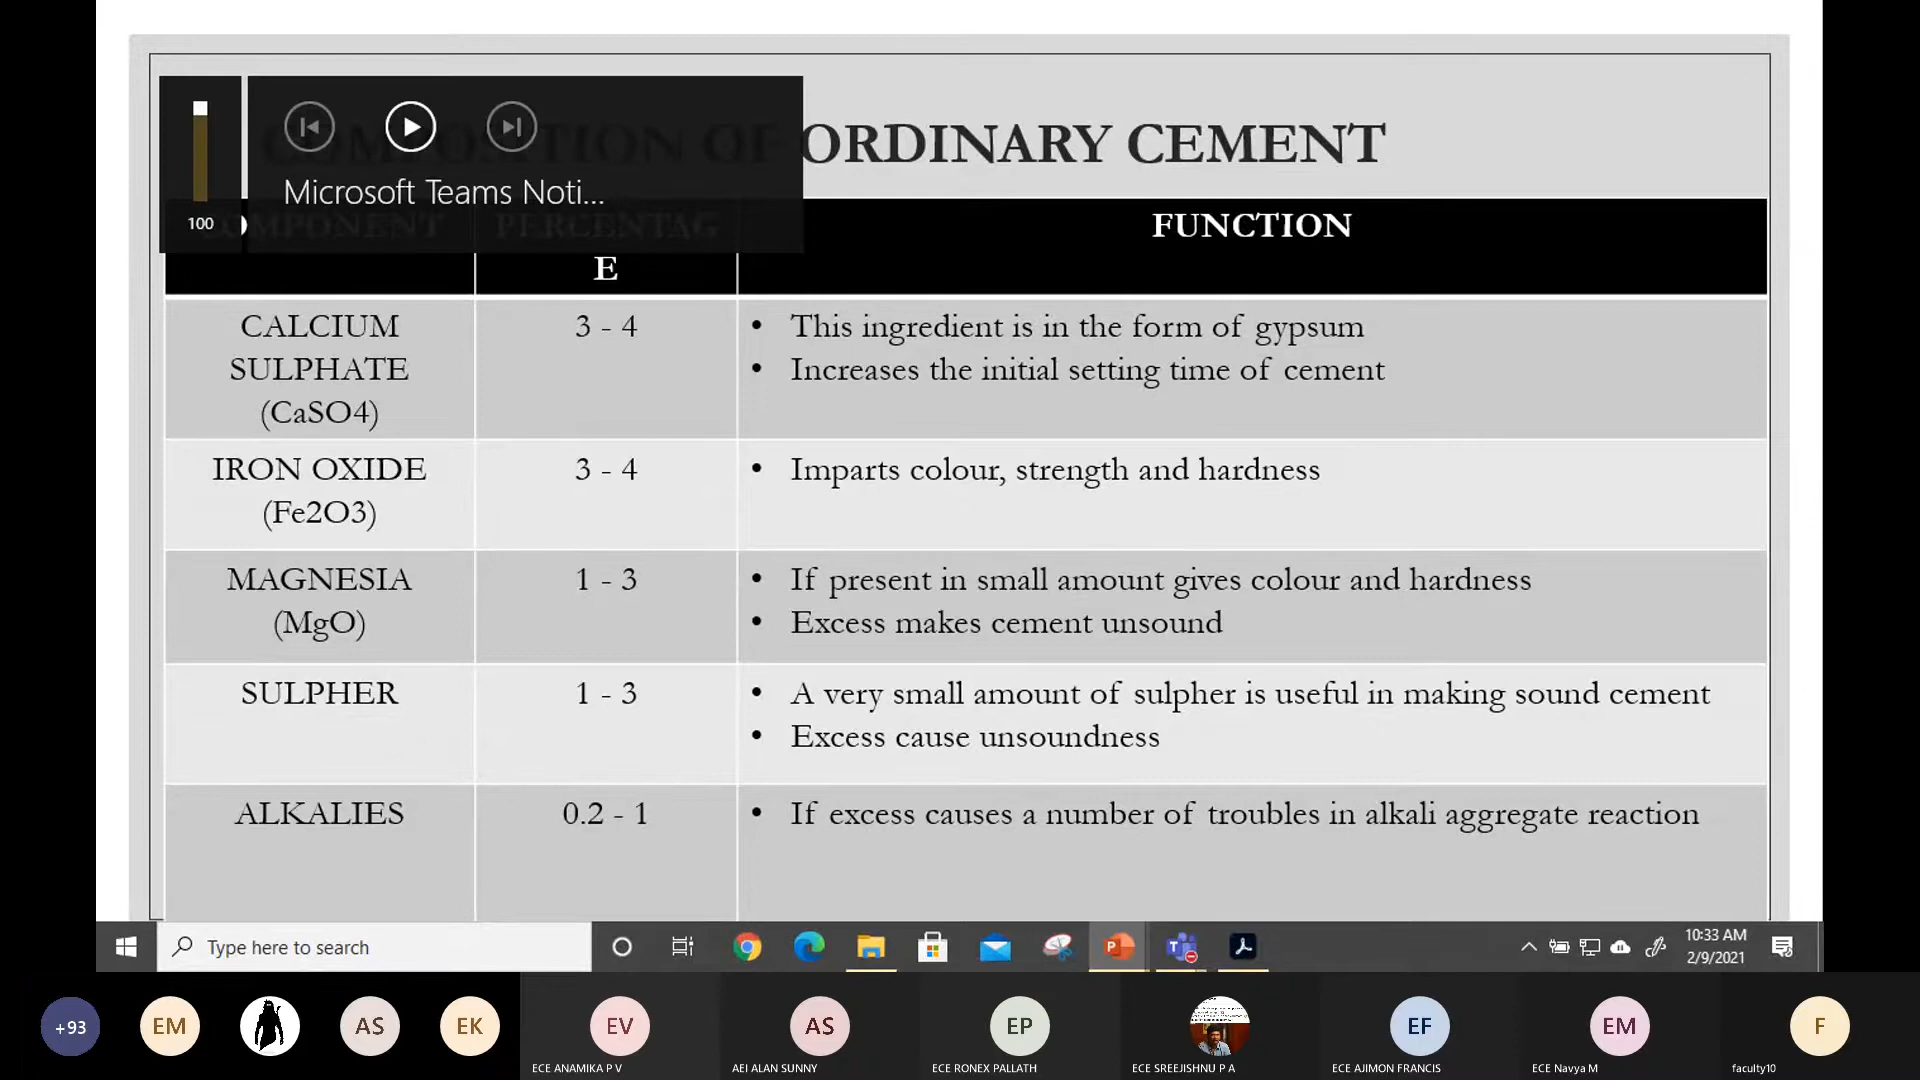 COMPOSITION OF ORDINARY CEMENT
Microsoft Teams Noti...
100
COMPONENT
PERCENTAG
E
FUNCTION
CALCIUM
SULPHATE
(CaSO4)
3 - 4
• This ingredient is in the form of gypsum
• Increases the initial setting time of cement
IRON OXIDE
(Fe2O3)
3 - 4
• Imparts colour, strength and hardness
MAGNESIA
(MgO)
1 - 3
• If present in small amount gives colour and hardness
• Excess makes cement unsound
SULPHER
1 - 3
• A very small amount of sulpher is useful in making sound cement
• Excess cause unsoundness
ALKALIES
0.2 - 1
• If excess causes a number of troubles in alkali aggregate reaction
Type here to search
10:33 AM
2/9/2021
+93
EM
AS
EK
EV
AS
EP
EF
EM
F
ECE ANAMIKA P V
AEI ALAN SUNNY
ECE RONEX PALLATH
ECE SREEJISHNU P A
ECE AJIMON FRANCIS
ECE Navya M
faculty10